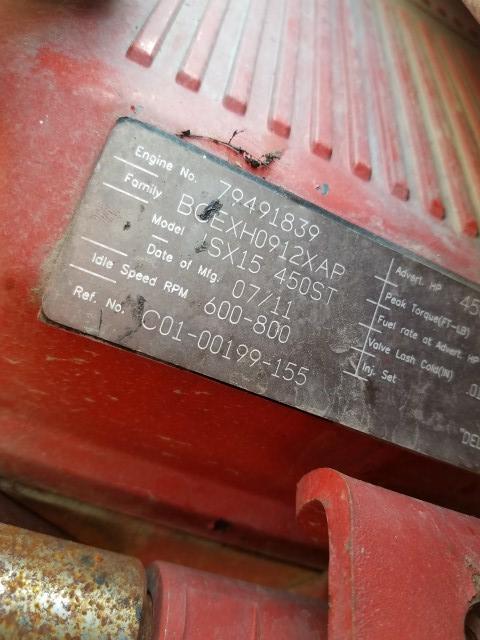 Engine No. 79491839
Family BCEXH0912XAP
Model ISX15 450ST
Date of Mfg. 07/11
Idle Speed RPM 600-800
Ref. No. C01-00199-155
Advert. HP 45
Peak Torque(FT-LB)
Fuel rate at Advert. HP
Valve Lash Cold(IN) .01
Inj. Set